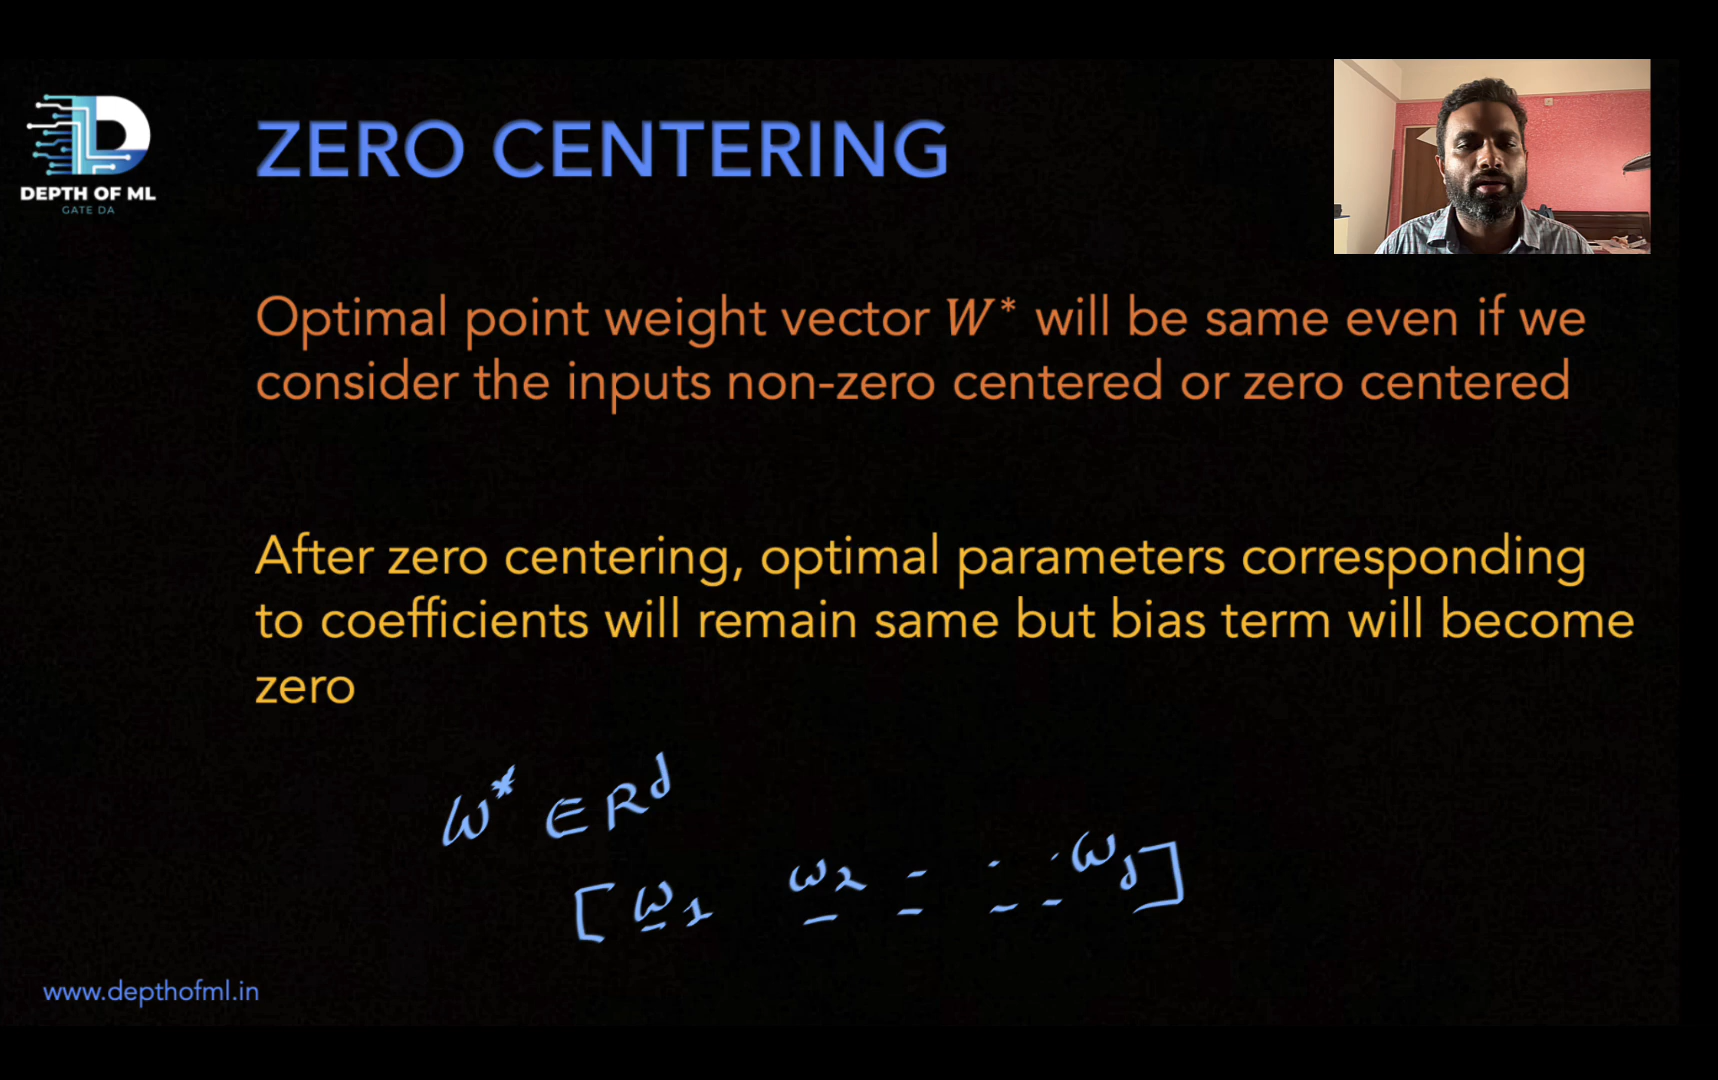 DEPTH OF ML
GATE DA
ZERO CENTERING
Optimal point weight vector W* will be same even if we
consider the inputs non-zero centered or zero centered
After zero centering, optimal parameters corresponding
to coefficients will remain same but bias term will become
zero
w* ∈ R^d
[w₁ w₂ - - - - w_d]
www.depthofml.in